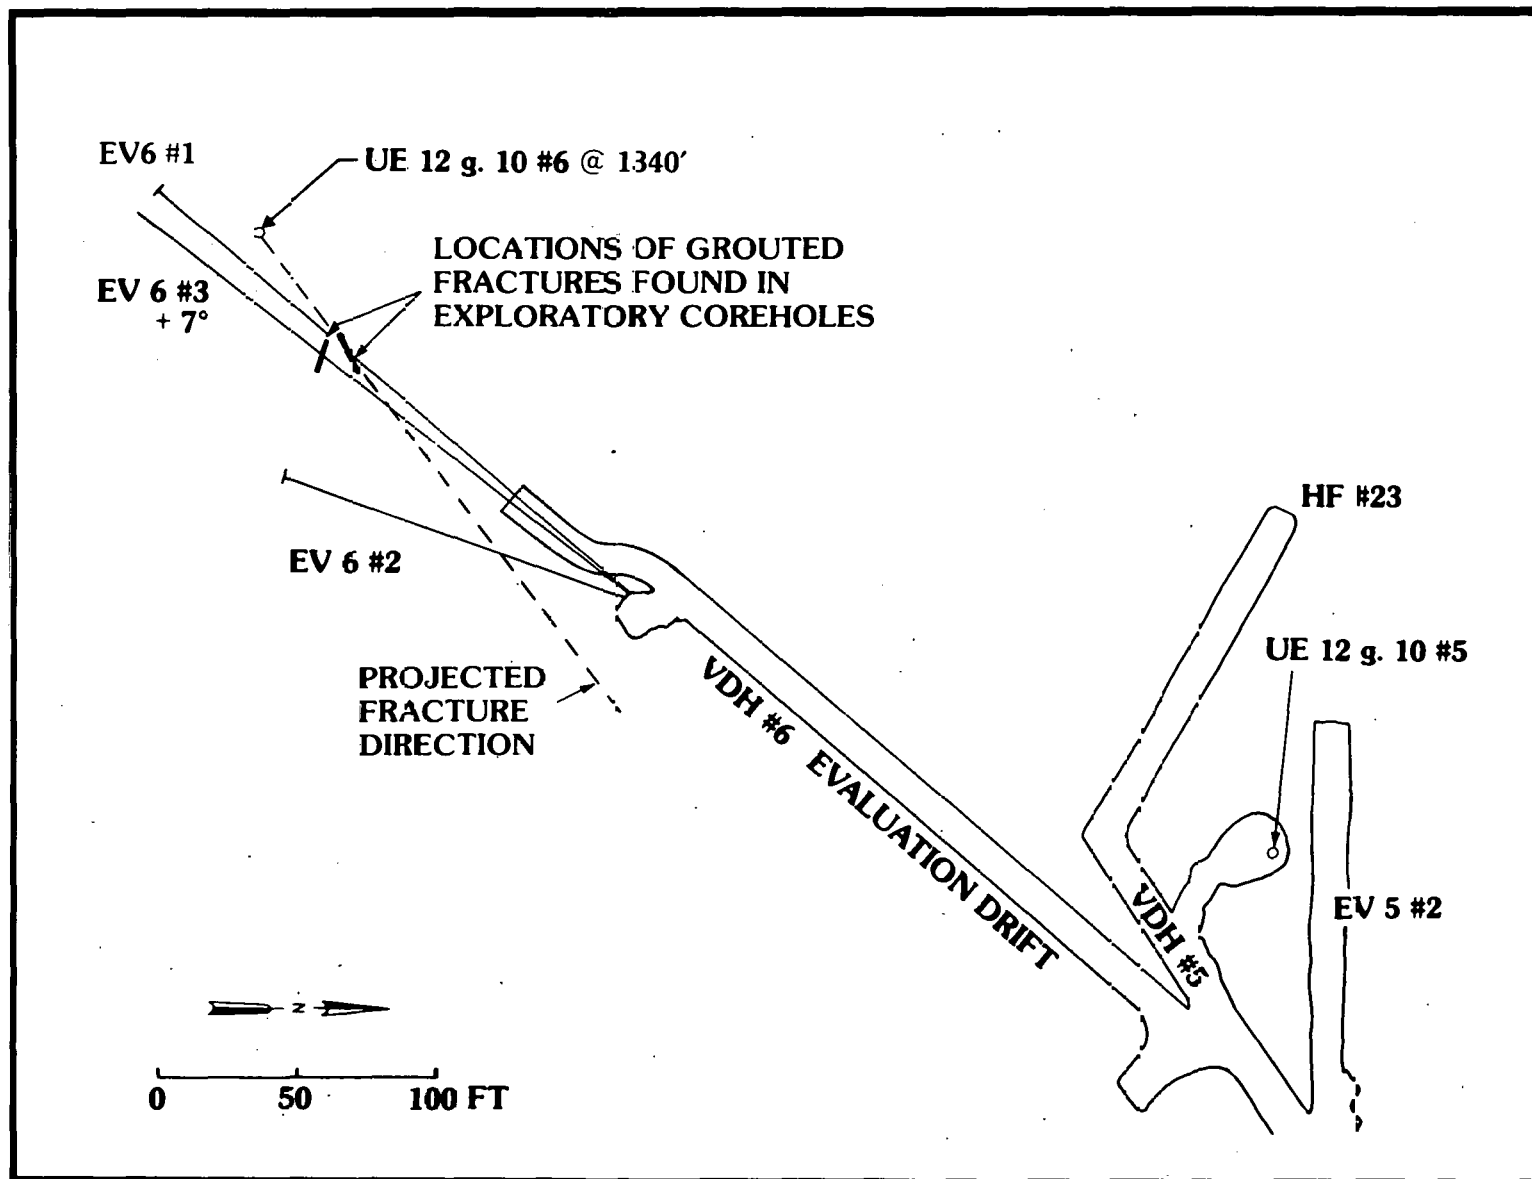 EV6 #1
UE 12 g. 10 #6 @ 1340'
LOCATIONS OF GROUTED
FRACTURES FOUND IN
EXPLORATORY COREHOLES
EV 6 #3
+ 7°
EV 6 #2
HF #23
UE 12 g. 10 #5
PROJECTED
FRACTURE
DIRECTION
VDH #6 EVALUATION DRIFT
VDH #5
EV 5 #2
N
0 50 100 FT